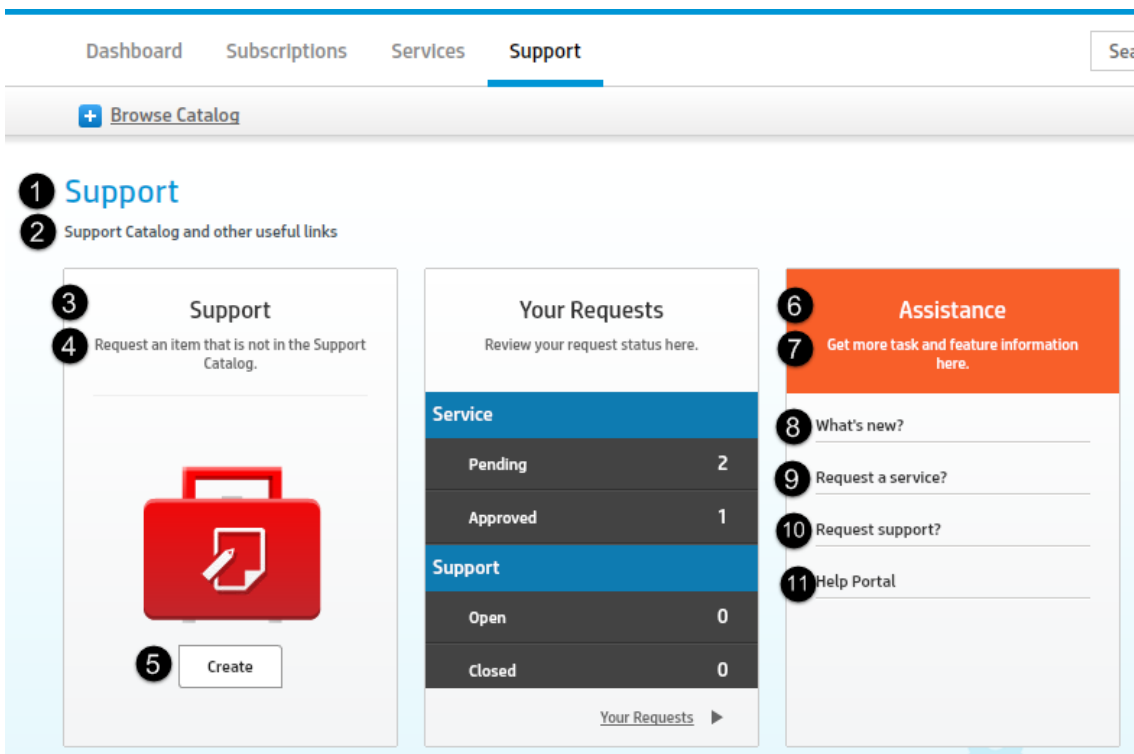 Dashboard Subscriptions Services Support
Browse Catalog
1 Support
2 Support Catalog and other useful links
3 Support
4 Request an item that is not in the Support
Catalog.
5 Create
Your Requests
Review your request status here.
Service
Pending 2
Approved 1
Support
Open 0
Closed 0
Your Requests
6 Assistance
7 Get more task and feature information
here.
8 What's new?
9 Request a service?
10 Request support?
11 Help Portal